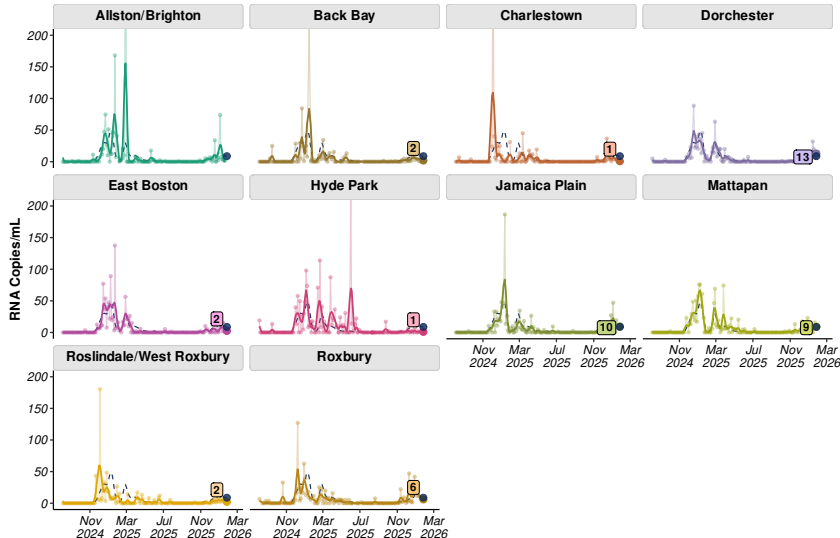 Allston/Brighton
Back Bay
Charlestown
Dorchester
200
150
100
50
0
2
1
13
East Boston
Hyde Park
Jamaica Plain
Mattapan
RNA Copies/mL
200
150
100
50
0
2
1
10
9
Nov 2024
Mar 2025
Jul 2025
Nov 2025
Mar 2026
Nov 2024
Mar 2025
Jul 2025
Nov 2025
Mar 2026
Roslindale/West Roxbury
Roxbury
200
150
100
50
0
2
6
Nov 2024
Mar 2025
Jul 2025
Nov 2025
Mar 2026
Nov 2024
Mar 2025
Jul 2025
Nov 2025
Mar 2026